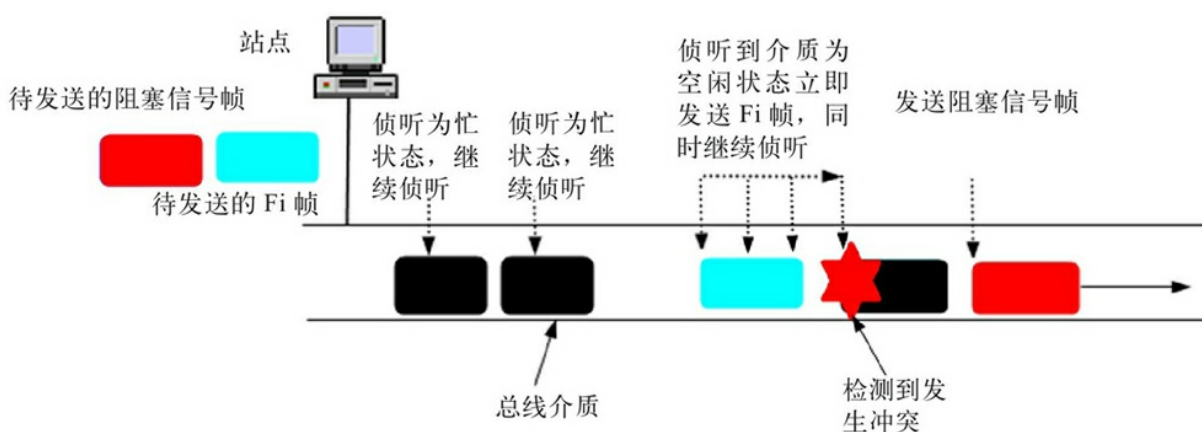 站点
待发送的阻塞信号帧
待发送的 Fi 帧
侦听为忙
状态，继
续侦听
侦听为忙
状态，继
续侦听
侦听到介质为
空闲状态立即
发送 Fi 帧，同
时继续侦听
发送阻塞信号帧
总线介质
检测到发
生冲突